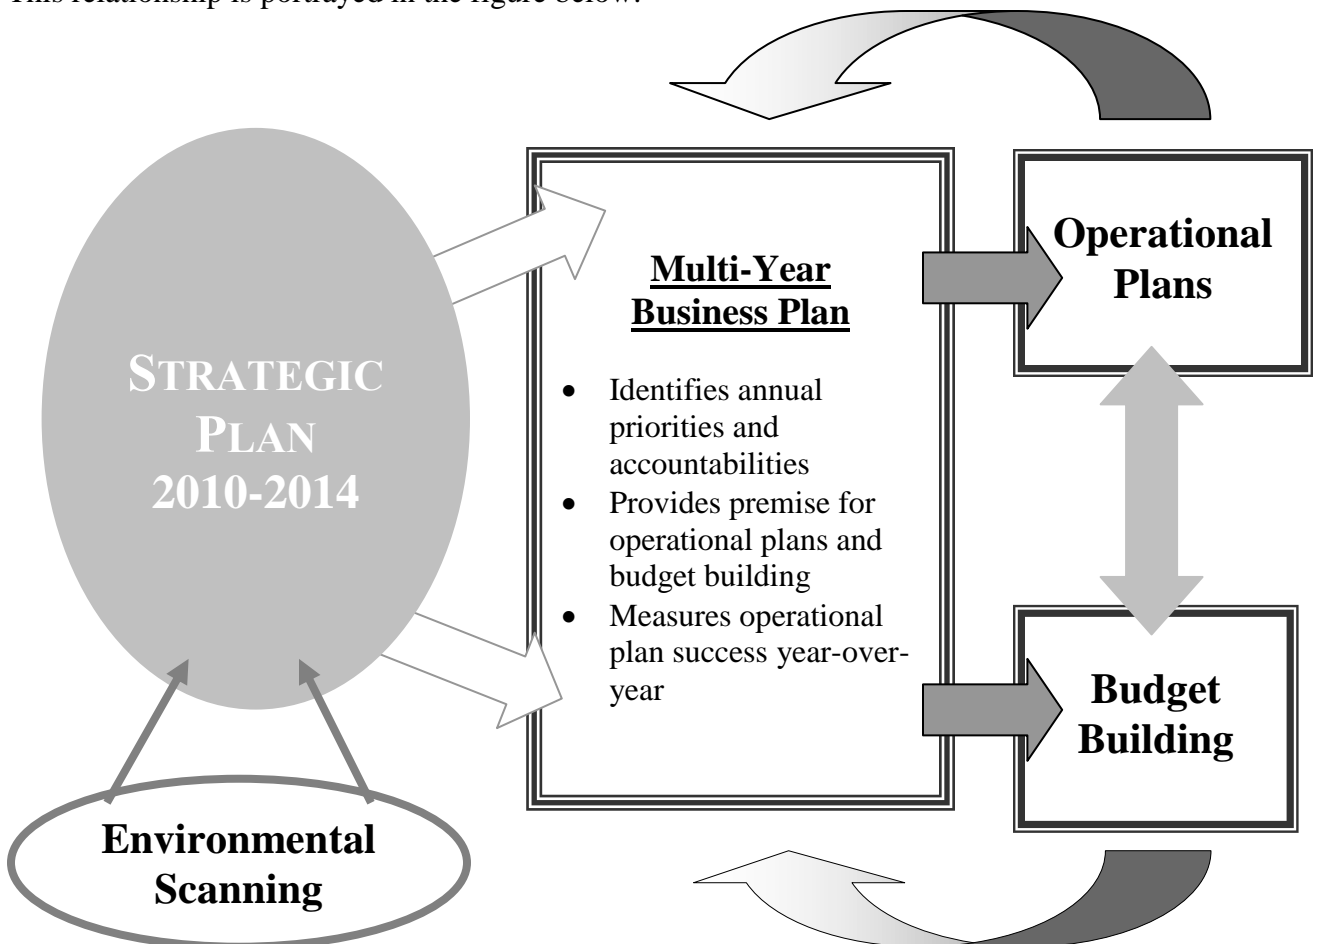 This relationship is portrayed in the figure below.
STRATEGIC
PLAN
2010-2014
Environmental
Scanning
Multi-Year
Business Plan
• Identifies annual
priorities and
accountabilities
• Provides premise for
operational plans and
budget building
• Measures operational
plan success year-over-
year
Operational
Plans
Budget
Building